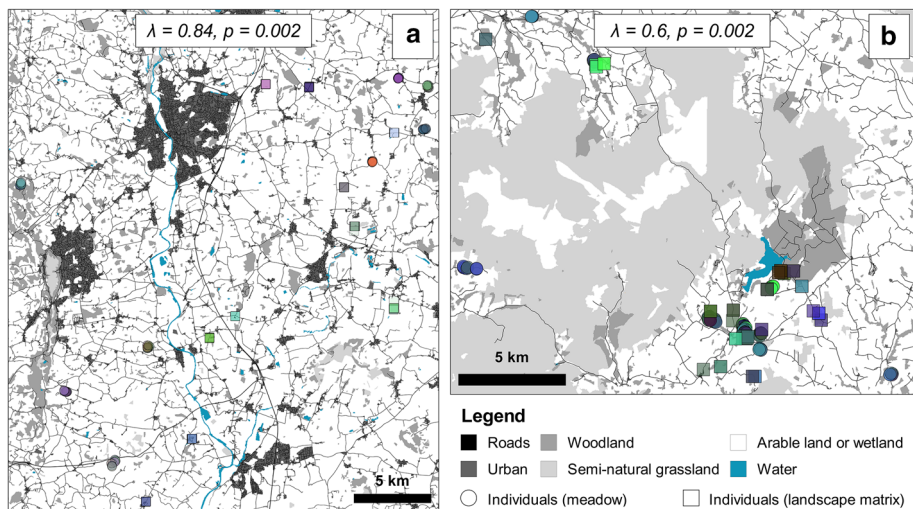 λ = 0.84, p = 0.002
a
5 km
λ = 0.6, p = 0.002
b
5 km
Legend
Roads Woodland Arable land or wetland
Urban Semi-natural grassland Water
Individuals (meadow) Individuals (landscape matrix)